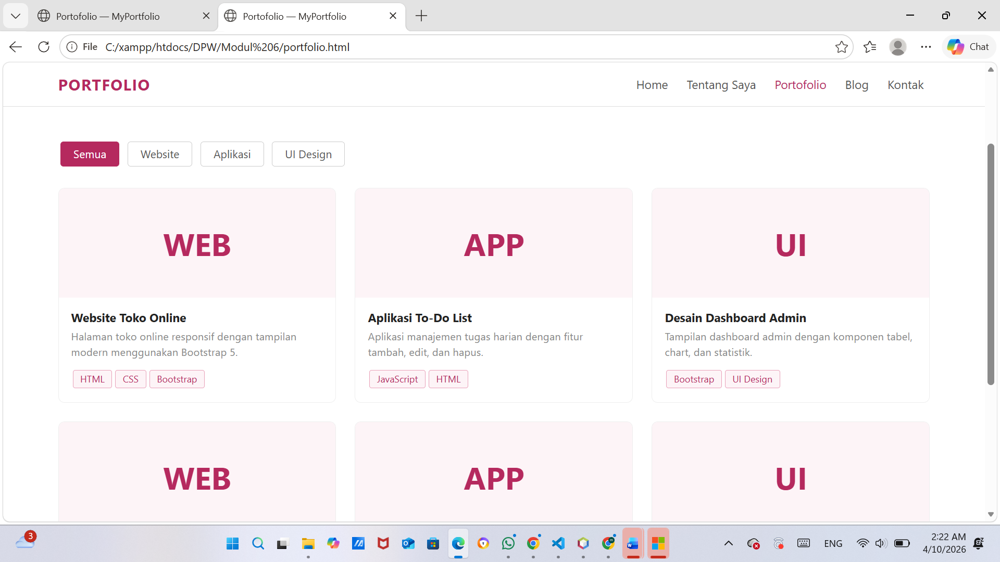 Portofolio — MyPortfolio
Portofolio — MyPortfolio
File C:/xampp/htdocs/DPW/Modul%206/portfolio.html
Chat
PORTFOLIO
Home Tentang Saya Portofolio Blog Kontak
Semua Website Aplikasi UI Design
WEB
APP
UI
Website Toko Online
Halaman toko online responsif dengan tampilan
modern menggunakan Bootstrap 5.
HTML CSS Bootstrap
Aplikasi To-Do List
Aplikasi manajemen tugas harian dengan fitur
tambah, edit, dan hapus.
JavaScript HTML
Desain Dashboard Admin
Tampilan dashboard admin dengan komponen tabel,
chart, dan statistik.
Bootstrap UI Design
WEB
APP
UI
3
ENG
2:22 AM
4/10/2026